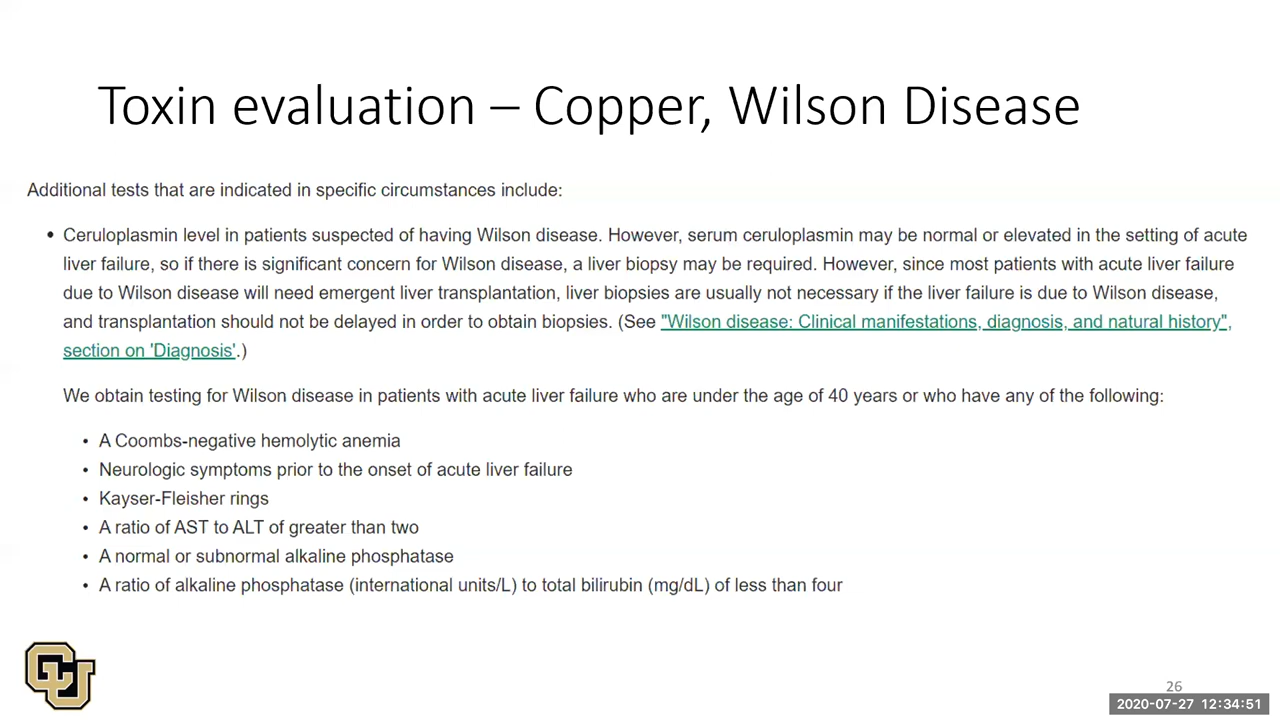 Toxin evaluation – Copper, Wilson Disease
Additional tests that are indicated in specific circumstances include:
• Ceruloplasmin level in patients suspected of having Wilson disease. However, serum ceruloplasmin may be normal or elevated in the setting of acute
liver failure, so if there is significant concern for Wilson disease, a liver biopsy may be required. However, since most patients with acute liver failure
due to Wilson disease will need emergent liver transplantation, liver biopsies are usually not necessary if the liver failure is due to Wilson disease,
and transplantation should not be delayed in order to obtain biopsies. (See "Wilson disease: Clinical manifestations, diagnosis, and natural history",
section on 'Diagnosis'.)
We obtain testing for Wilson disease in patients with acute liver failure who are under the age of 40 years or who have any of the following:
• A Coombs-negative hemolytic anemia
• Neurologic symptoms prior to the onset of acute liver failure
• Kayser-Fleisher rings
• A ratio of AST to ALT of greater than two
• A normal or subnormal alkaline phosphatase
• A ratio of alkaline phosphatase (international units/L) to total bilirubin (mg/dL) of less than four
CU
26
2020-07-27 12:34:51